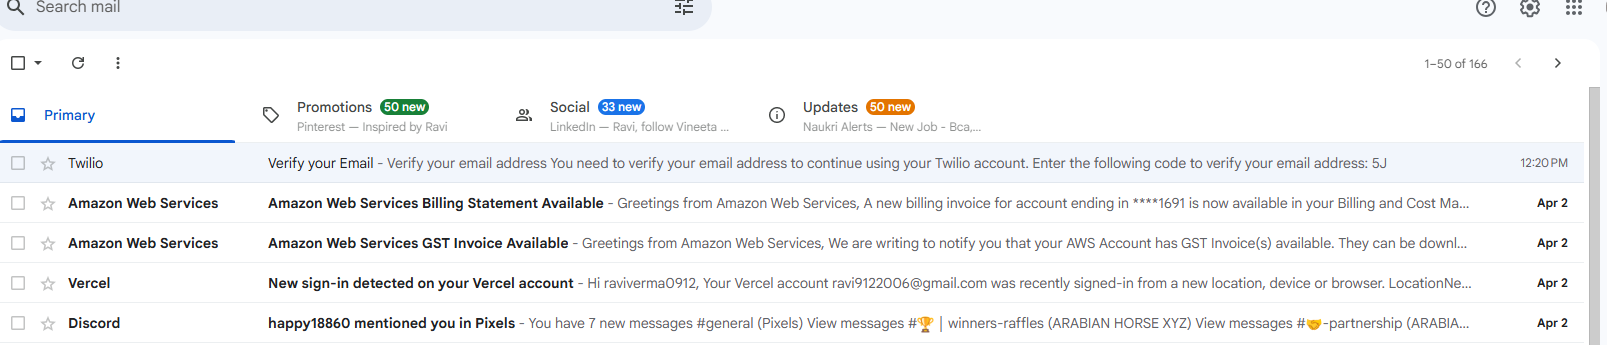 Search mail
1–50 of 166
Primary
Promotions 50 new
Pinterest — Inspired by Ravi
Social 33 new
LinkedIn — Ravi, follow Vineeta ...
Updates 50 new
Naukri Alerts — New Job - Bca,...
Twilio Verify your Email - Verify your email address You need to verify your email address to continue using your Twilio account. Enter the following code to verify your email address: 5J 12:20 PM
Amazon Web Services Amazon Web Services Billing Statement Available - Greetings from Amazon Web Services, A new billing invoice for account ending in ****1691 is now available in your Billing and Cost Ma... Apr 2
Amazon Web Services Amazon Web Services GST Invoice Available - Greetings from Amazon Web Services, We are writing to notify you that your AWS Account has GST Invoice(s) available. They can be downl... Apr 2
Vercel New sign-in detected on your Vercel account - Hi raviverma0912, Your Vercel account ravi9122006@gmail.com was recently signed-in from a new location, device or browser. LocationNe... Apr 2
Discord happy18860 mentioned you in Pixels - You have 7 new messages #general (Pixels) View messages #🏆 | winners-raffles (ARABIAN HORSE XYZ) View messages #🤝-partnership (ARABIA... Apr 2